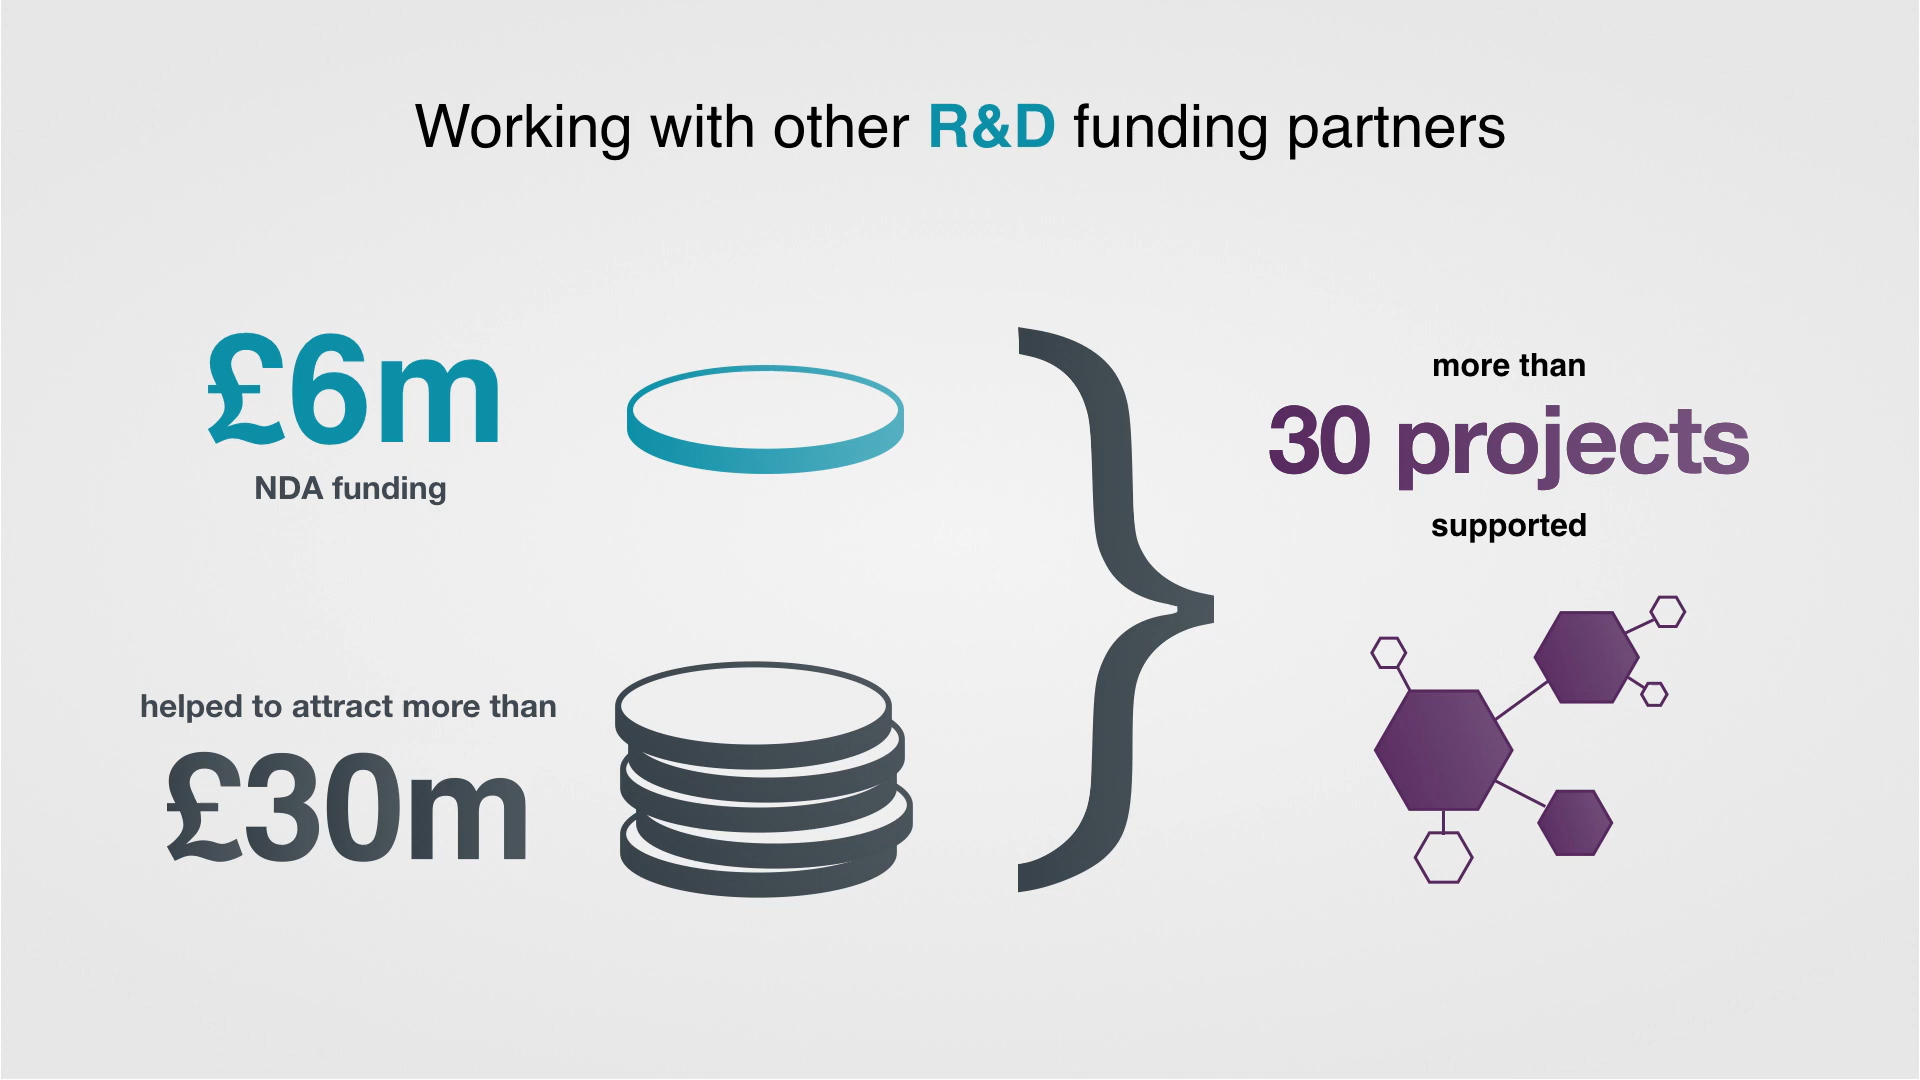 Working with other R&D funding partners
£6m
NDA funding
helped to attract more than
£30m
more than
30 projects
supported